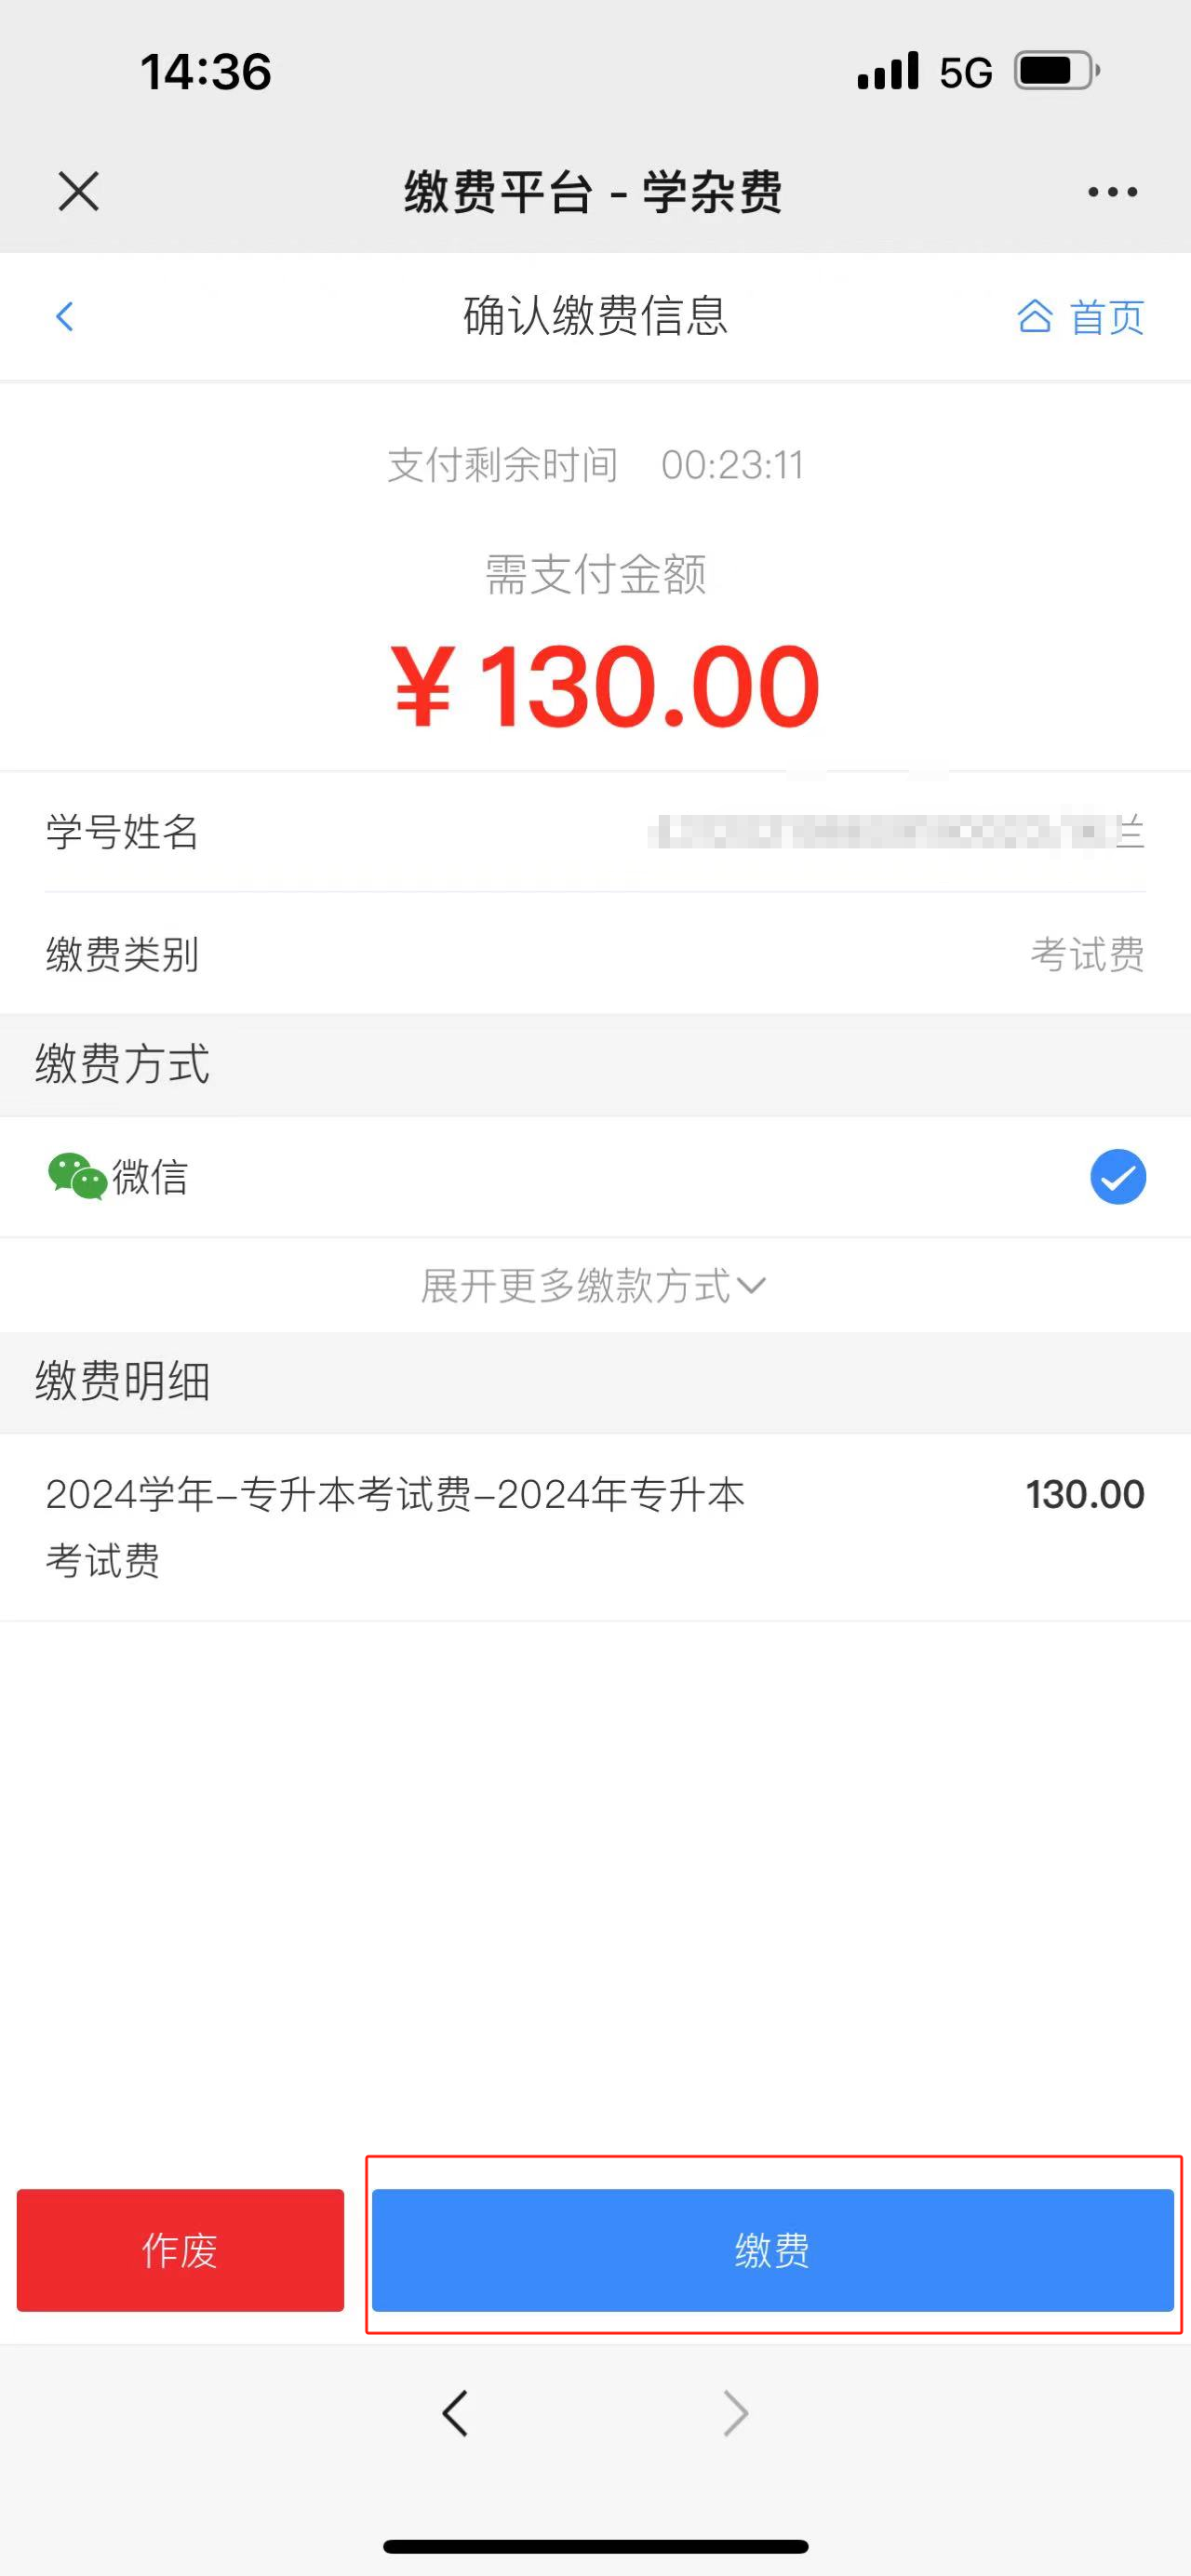 14:36
5G
缴费平台 - 学杂费
确认缴费信息
首页
支付剩余时间 00:23:11
需支付金额
¥130.00
学号姓名 兰
缴费类别 考试费
缴费方式
微信
展开更多缴款方式
缴费明细
2024学年-专升本考试费-2024年专升本 130.00
考试费
作废
缴费